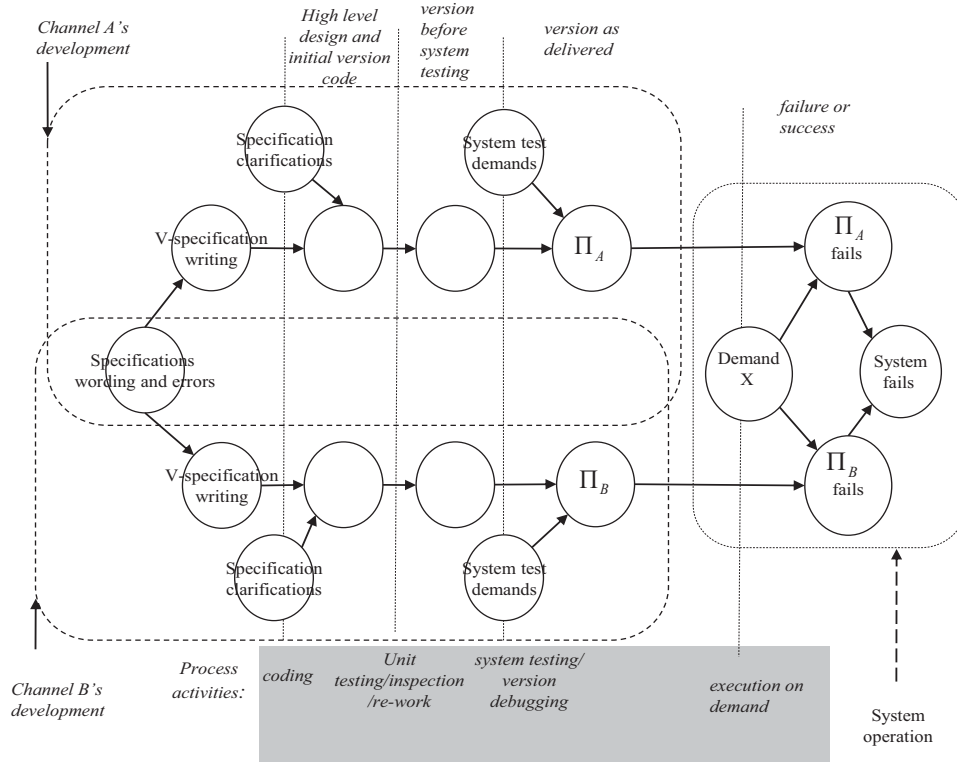 Channel A's
development
High level
design and
initial version
code
version
before
system
testing
version as
delivered
failure or
success
Specification
clarifications
System test
demands
V-specification
writing
Π_A
Π_A
fails
Specifications
wording and errors
Demand
X
System
fails
V-specification
writing
Π_B
Π_B
fails
Specification
clarifications
System test
demands
Channel B's
development
Process
activities:
coding
Unit
testing/inspection
/re-work
system testing/
version
debugging
execution on
demand
System
operation